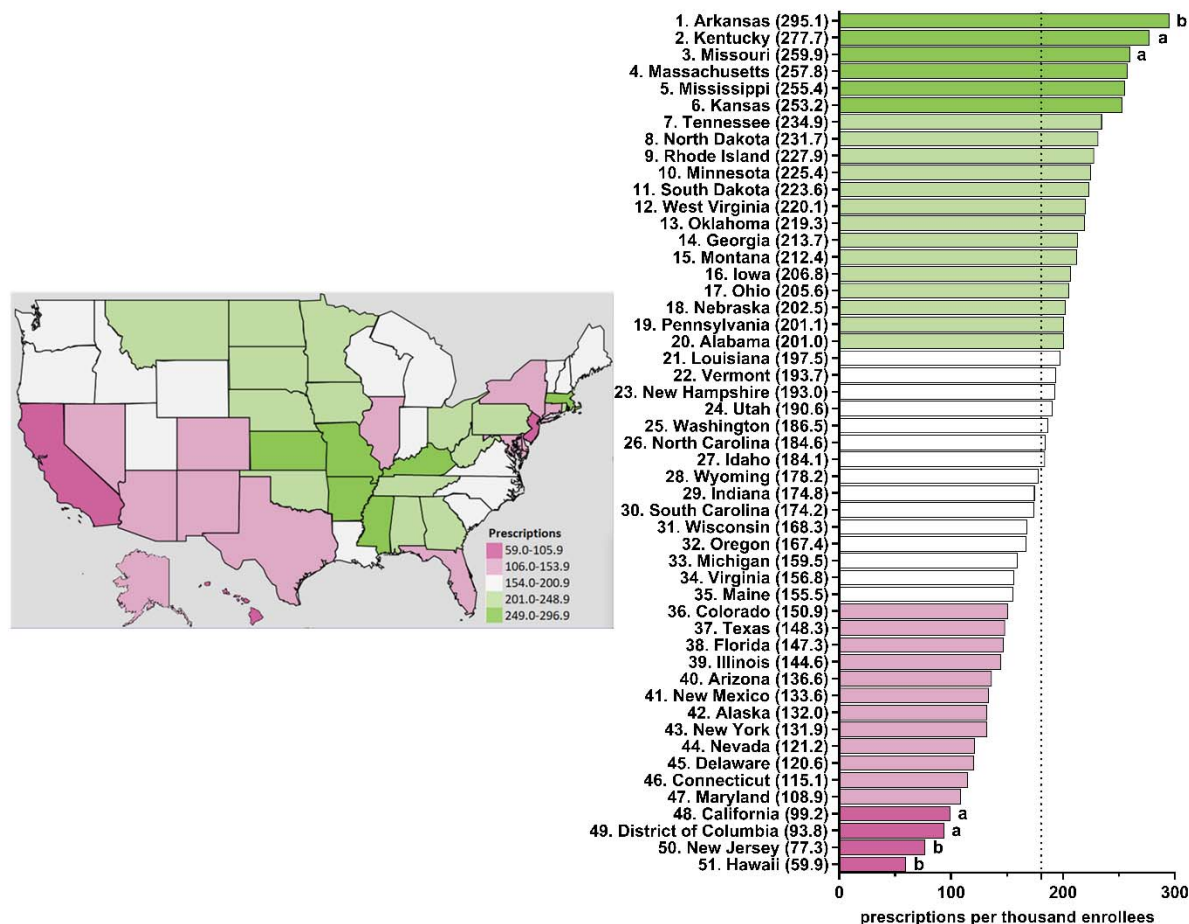 Prescriptions
59.0-105.9
106.0-153.9
154.0-200.9
201.0-248.9
249.0-296.9
1. Arkansas (295.1) b
2. Kentucky (277.7) a
3. Missouri (259.9) a
4. Massachusetts (257.8)
5. Mississippi (255.4)
6. Kansas (253.2)
7. Tennessee (234.9)
8. North Dakota (231.7)
9. Rhode Island (227.9)
10. Minnesota (225.4)
11. South Dakota (223.6)
12. West Virginia (220.1)
13. Oklahoma (219.3)
14. Georgia (213.7)
15. Montana (212.4)
16. Iowa (206.8)
17. Ohio (205.6)
18. Nebraska (202.5)
19. Pennsylvania (201.1)
20. Alabama (201.0)
21. Louisiana (197.5)
22. Vermont (193.7)
23. New Hampshire (193.0)
24. Utah (190.6)
25. Washington (186.5)
26. North Carolina (184.6)
27. Idaho (184.1)
28. Wyoming (178.2)
29. Indiana (174.8)
30. South Carolina (174.2)
31. Wisconsin (168.3)
32. Oregon (167.4)
33. Michigan (159.5)
34. Virginia (156.8)
35. Maine (155.5)
36. Colorado (150.9)
37. Texas (148.3)
38. Florida (147.3)
39. Illinois (144.6)
40. Arizona (136.6)
41. New Mexico (133.6)
42. Alaska (132.0)
43. New York (131.9)
44. Nevada (121.2)
45. Delaware (120.6)
46. Connecticut (115.1)
47. Maryland (108.9)
48. California (99.2) a
49. District of Columbia (93.8) a
50. New Jersey (77.3) b
51. Hawaii (59.9) b
0 100 200 300
prescriptions per thousand enrollees